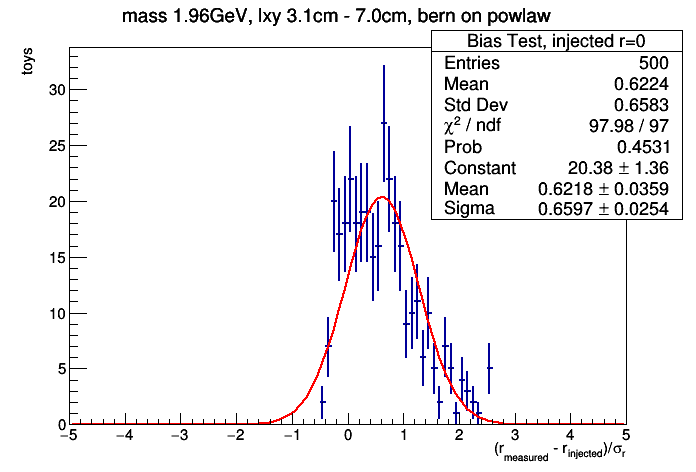 mass 1.96GeV, lxy 3.1cm - 7.0cm, bern on powlaw
Bias Test, injected r=0
Entries 500
Mean 0.6224
Std Dev 0.6583
χ² / ndf 97.98 / 97
Prob 0.4531
Constant 20.38 ± 1.36
Mean 0.6218 ± 0.0359
Sigma 0.6597 ± 0.0254
toys
30
25
20
15
10
5
0
−5 −4 −3 −2 −1 0 1 2 3 4 5
(r_measured - r_injected)/σ_r